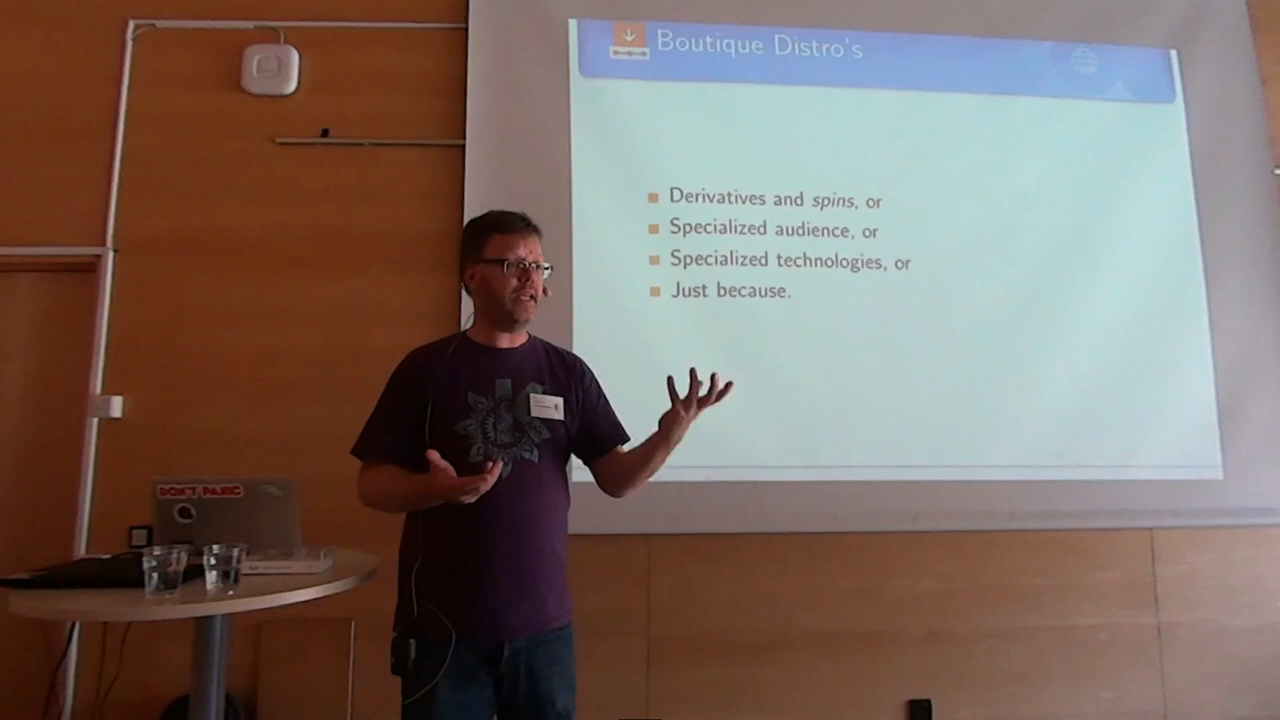 Boutique Distro's
Derivatives and spins, or
Specialized audience, or
Specialized technologies, or
Just because.
DON'T PANIC